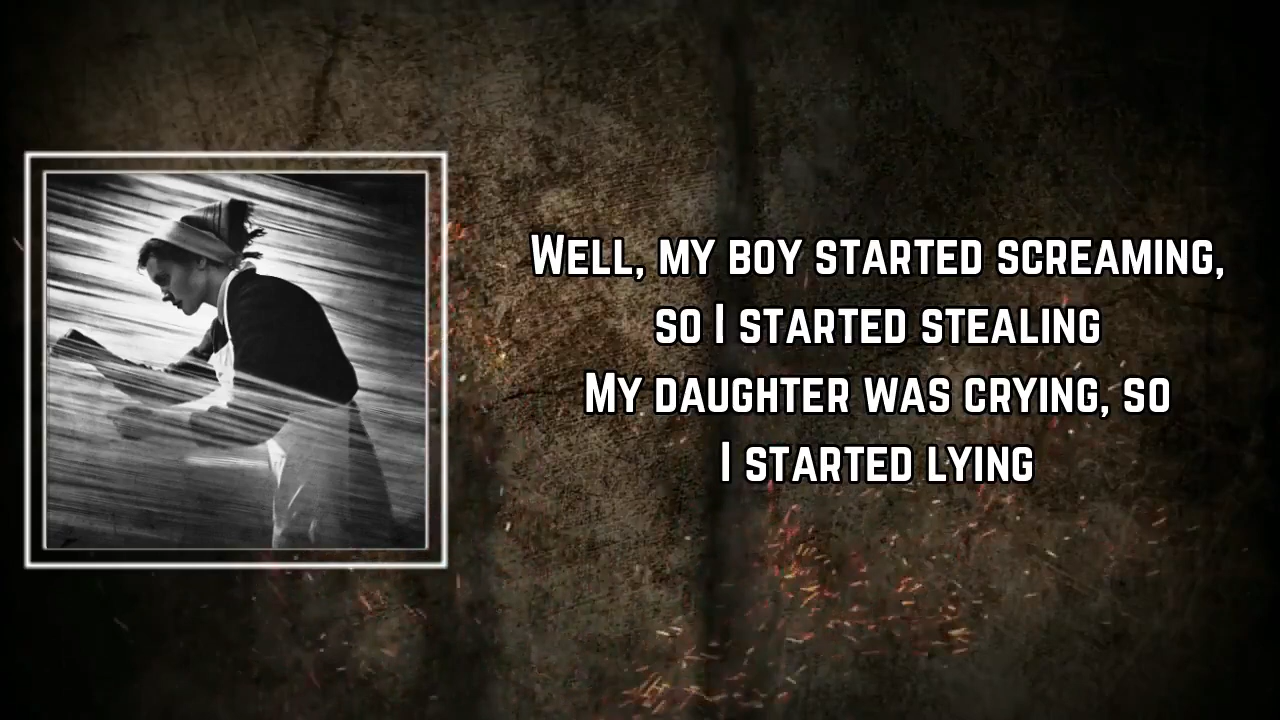 Well, my boy started screaming,
so I started stealing
My daughter was crying, so
I started lying